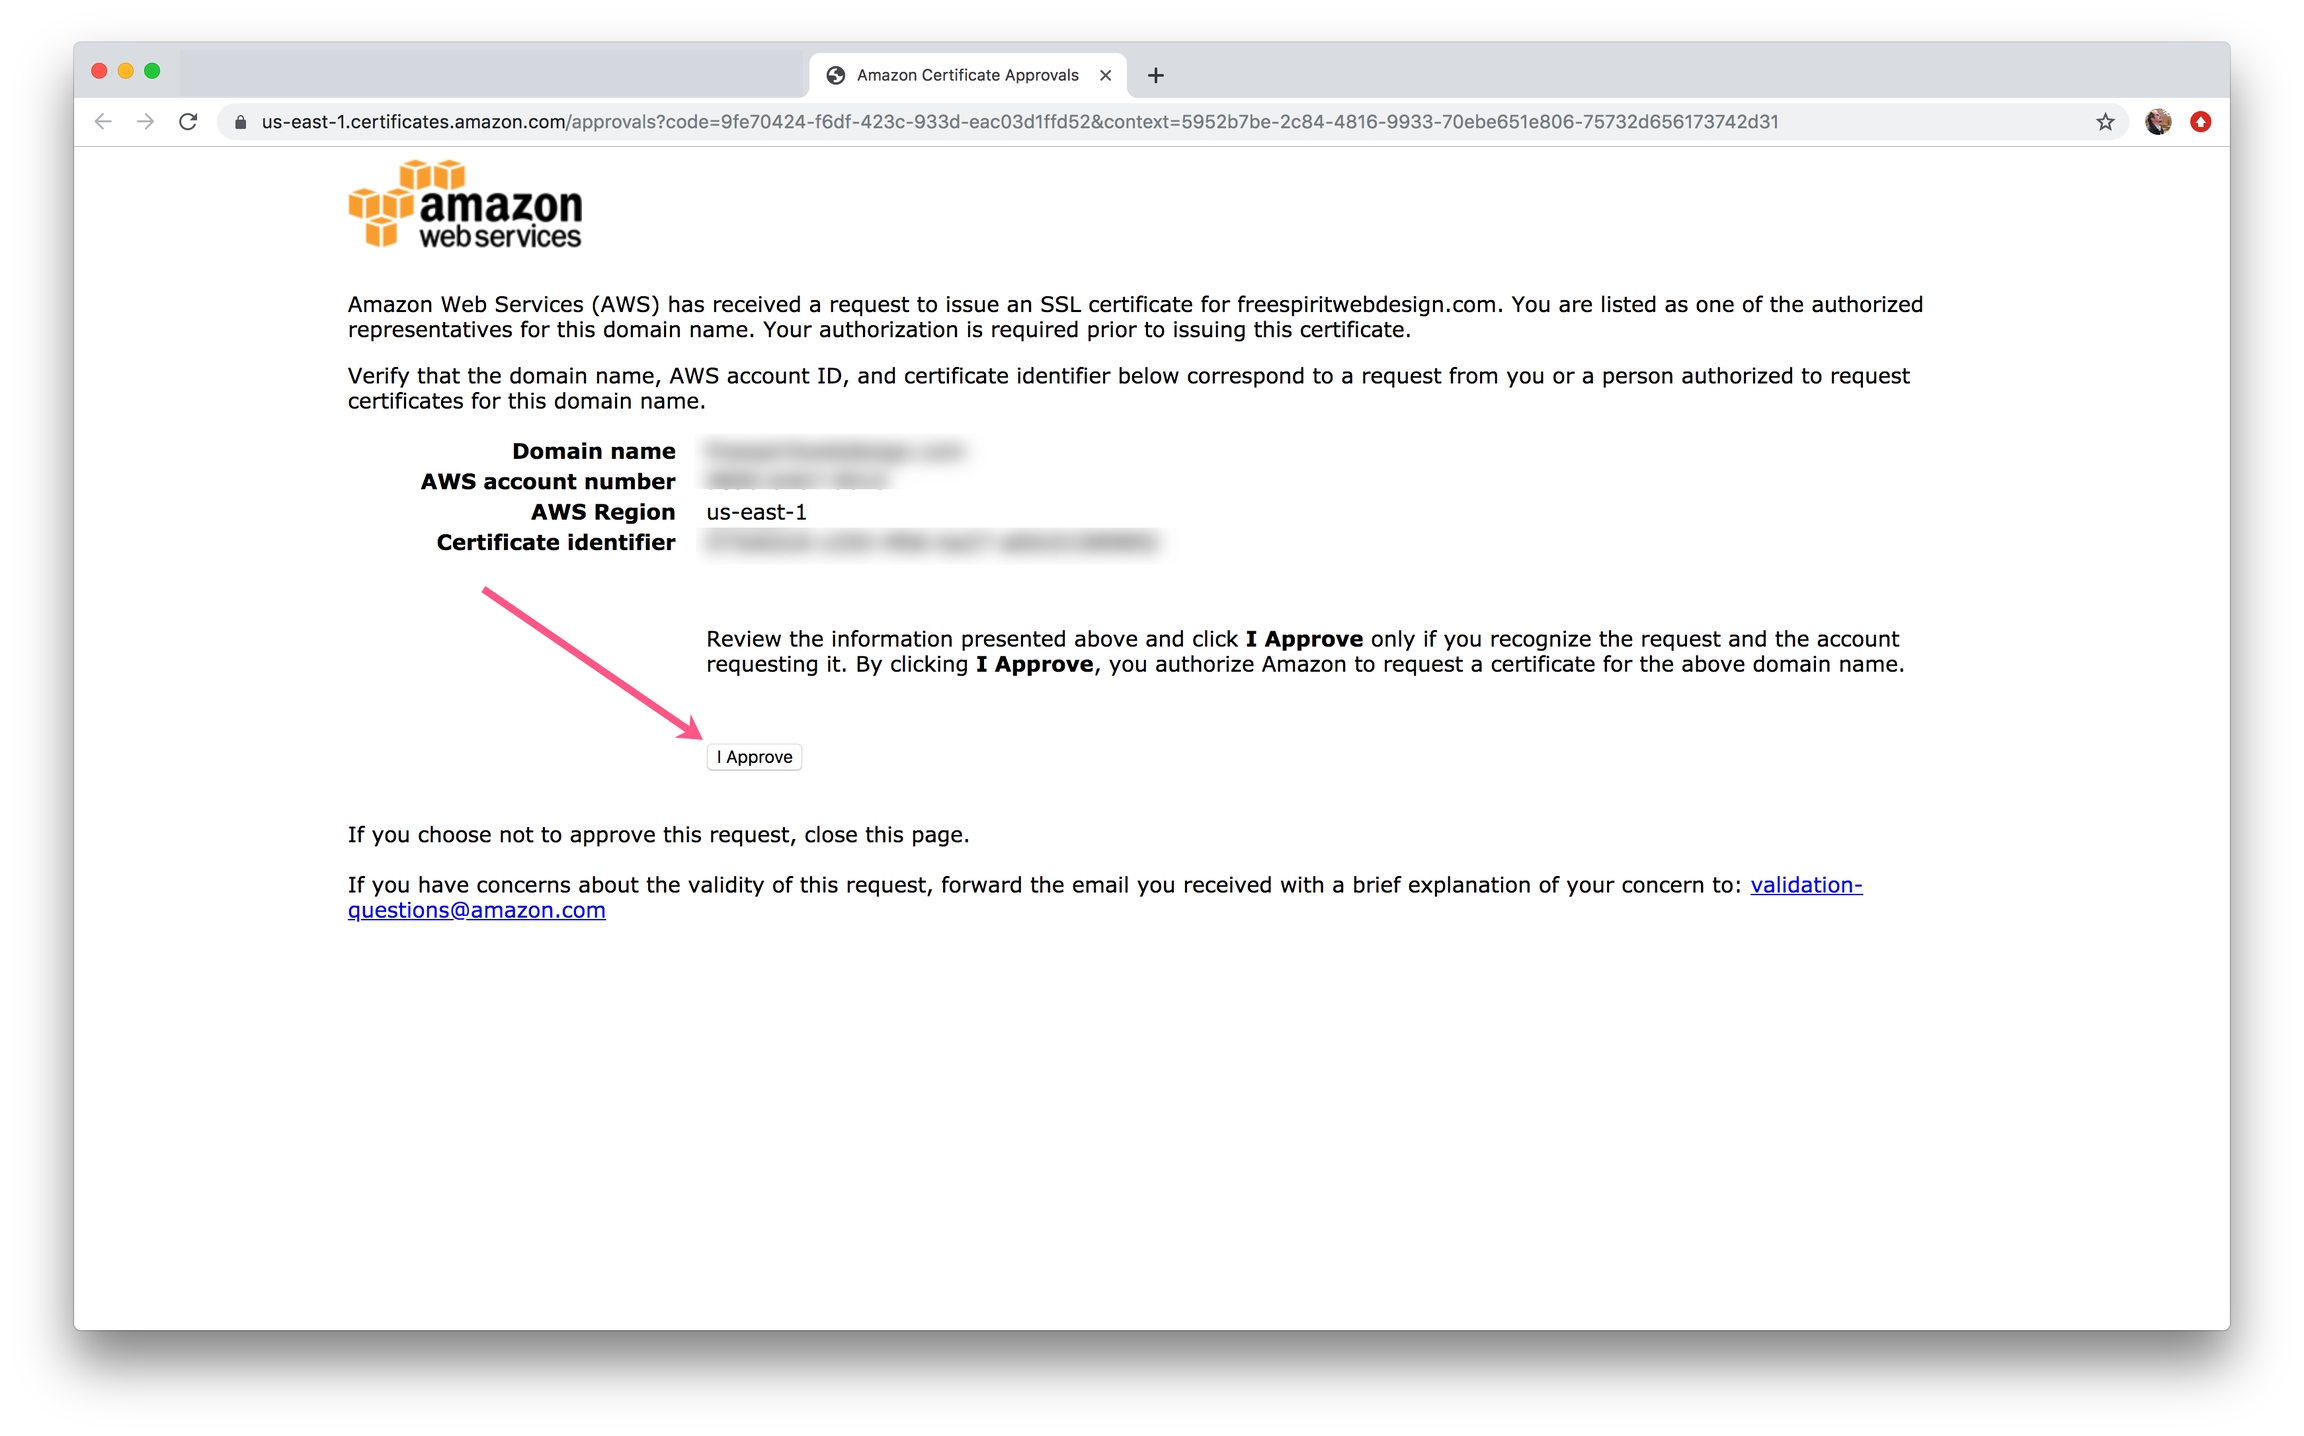 Amazon Certificate Approvals
us-east-1.certificates.amazon.com/approvals?code=9fe70424-f6df-423c-933d-eac03d1ffd52&context=5952b7be-2c84-4816-9933-70ebe651e806-75732d656173742d31
amazon
web services
Amazon Web Services (AWS) has received a request to issue an SSL certificate for freespiritwebdesign.com. You are listed as one of the authorized
representatives for this domain name. Your authorization is required prior to issuing this certificate.
Verify that the domain name, AWS account ID, and certificate identifier below correspond to a request from you or a person authorized to request
certificates for this domain name.
Domain name
AWS account number
AWS Region us-east-1
Certificate identifier
Review the information presented above and click I Approve only if you recognize the request and the account
requesting it. By clicking I Approve, you authorize Amazon to request a certificate for the above domain name.
I Approve
If you choose not to approve this request, close this page.
If you have concerns about the validity of this request, forward the email you received with a brief explanation of your concern to: validation-
questions@amazon.com